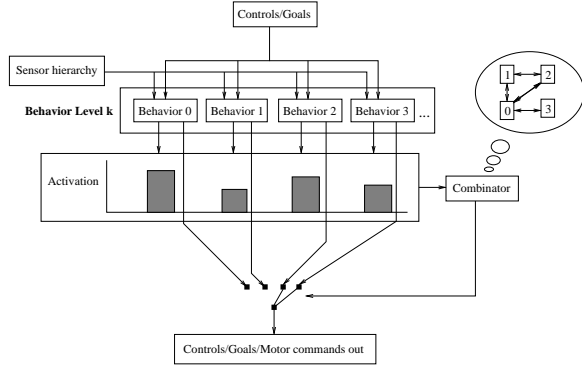 Controls/Goals
Sensor hierarchy
Behavior Level k
Behavior 0
Behavior 1
Behavior 2
Behavior 3
...
1
2
0
3
Activation
Combinator
Controls/Goals/Motor commands out